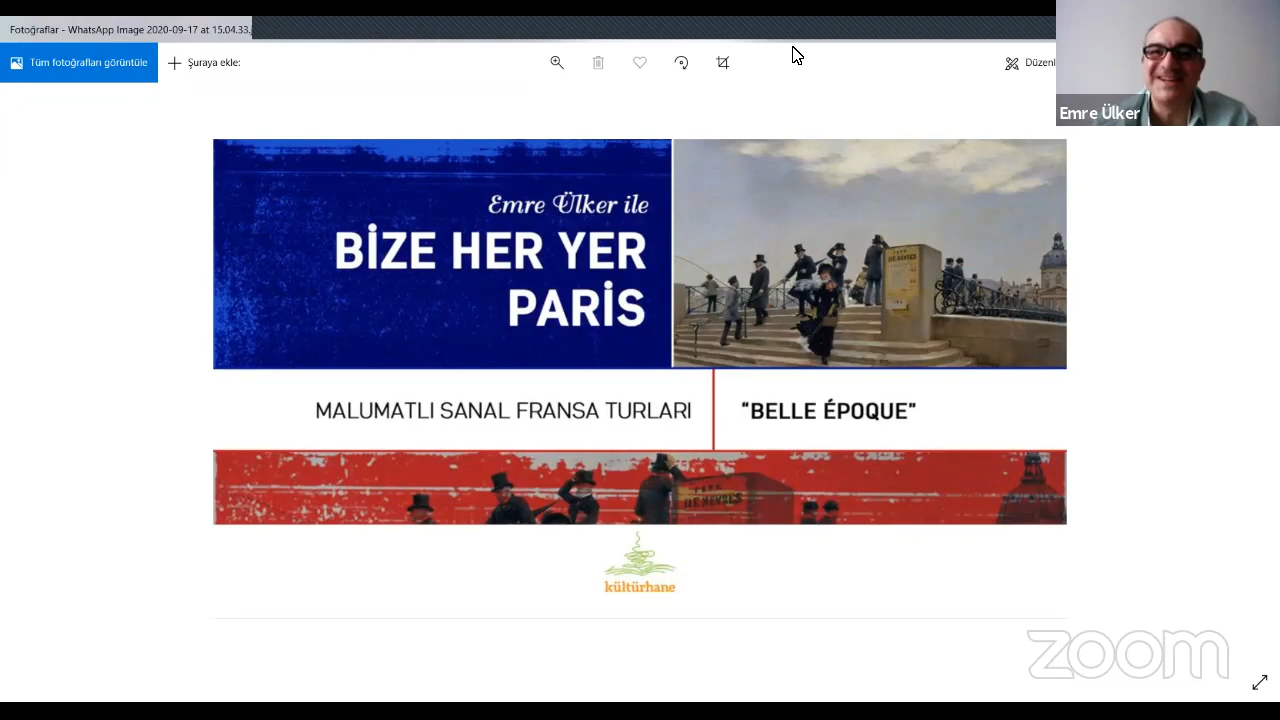 Fotoğraflar - WhatsApp Image 2020-09-17 at 15.04.33.
Tüm fotoğrafları görüntüle
Şuraya ekle:
Düzenl
Emre Ülker
Emre Ülker ile
BİZE HER YER
PARİS
MALUMATLI SANAL FRANSA TURLARI
“BELLE ÉPOQUE”
kültürhane
zoom